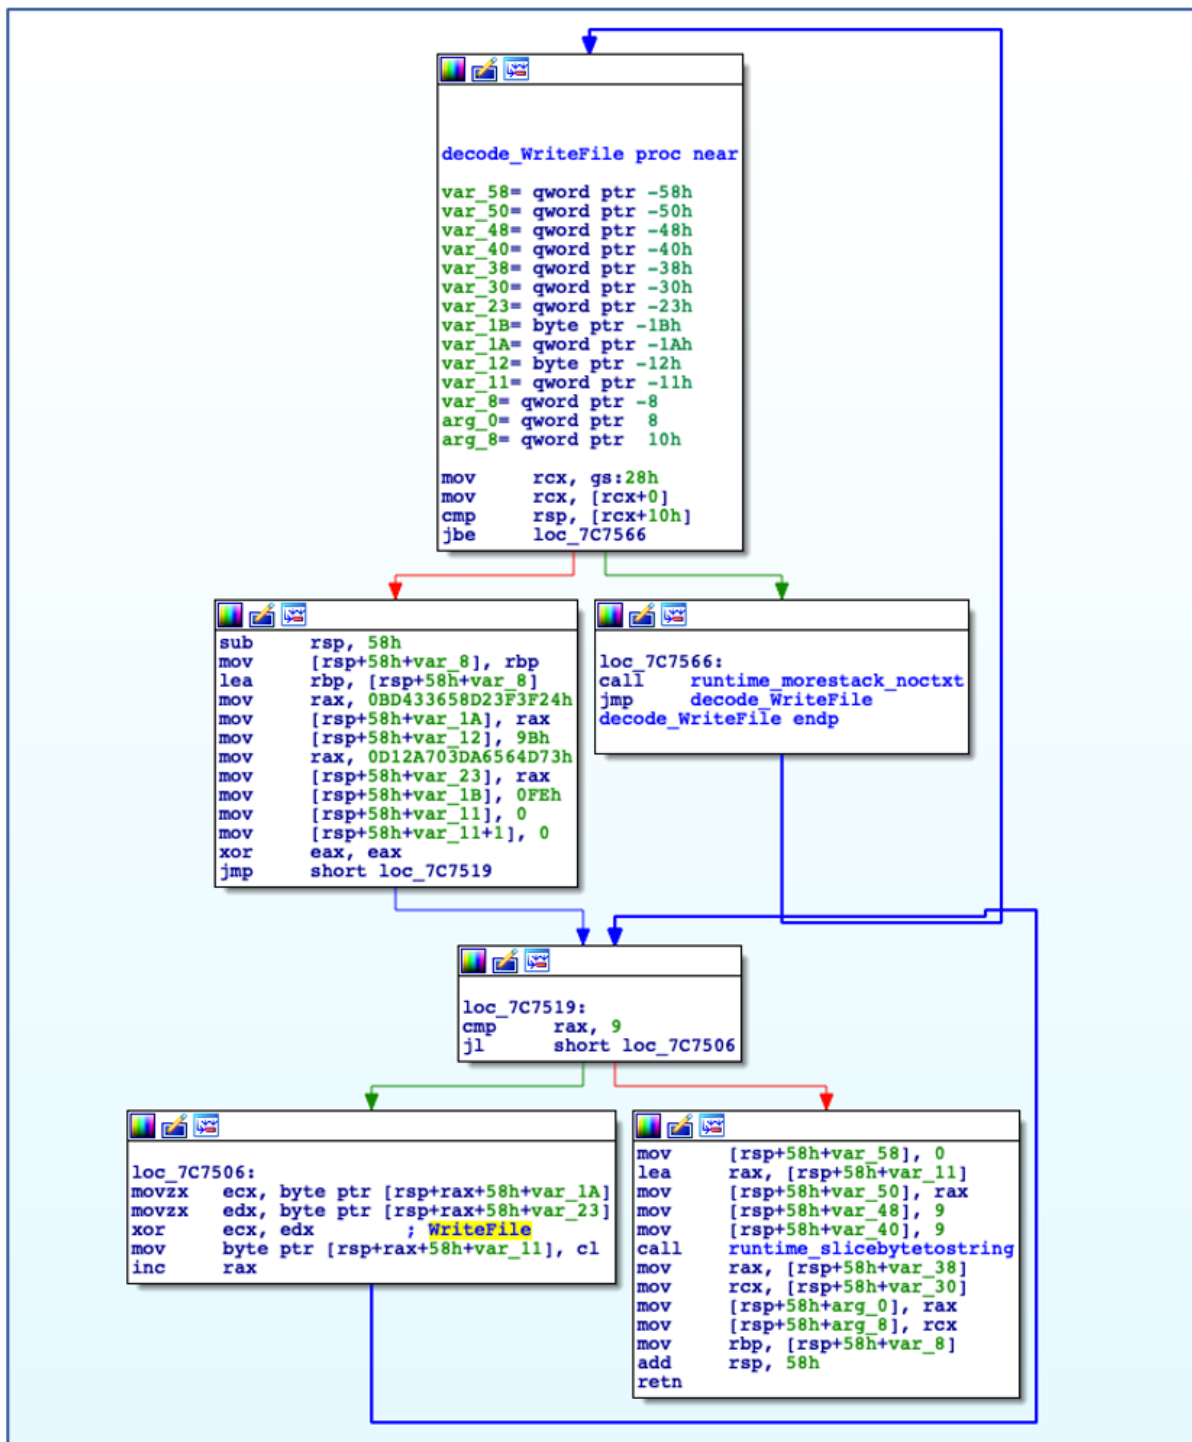 decode_WriteFile proc near
var_58= qword ptr -58h
var_50= qword ptr -50h
var_48= qword ptr -48h
var_40= qword ptr -40h
var_38= qword ptr -38h
var_30= qword ptr -30h
var_23= qword ptr -23h
var_1B= byte ptr -1Bh
var_1A= qword ptr -1Ah
var_12= byte ptr -12h
var_11= qword ptr -11h
var_8= qword ptr -8
arg_0= qword ptr  8
arg_8= qword ptr  10h
mov     rcx, gs:28h
mov     rcx, [rcx+0]
cmp     rsp, [rcx+10h]
jbe     loc_7C7566
sub     rsp, 58h
mov     [rsp+58h+var_8], rbp
lea     rbp, [rsp+58h+var_8]
mov     rax, 0BD433658D23F3F24h
mov     [rsp+58h+var_1A], rax
mov     [rsp+58h+var_12], 9Bh
mov     rax, 0D12A703DA6564D73h
mov     [rsp+58h+var_23], rax
mov     [rsp+58h+var_1B], 0FEh
mov     [rsp+58h+var_11], 0
mov     [rsp+58h+var_11+1], 0
xor     eax, eax
jmp     short loc_7C7519
loc_7C7566:
call    runtime_morestack_noctxt
jmp     decode_WriteFile
decode_WriteFile endp
loc_7C7519:
cmp     rax, 9
jl      short loc_7C7506
loc_7C7506:
movzx   ecx, byte ptr [rsp+rax+58h+var_1A]
movzx   edx, byte ptr [rsp+rax+58h+var_23]
xor     ecx, edx        ; WriteFile
mov     byte ptr [rsp+rax+58h+var_11], cl
inc     rax
mov     [rsp+58h+var_58], 0
lea     rax, [rsp+58h+var_11]
mov     [rsp+58h+var_50], rax
mov     [rsp+58h+var_48], 9
mov     [rsp+58h+var_40], 9
call    runtime_slicebytetostring
mov     rax, [rsp+58h+var_38]
mov     rcx, [rsp+58h+var_30]
mov     [rsp+58h+arg_0], rax
mov     [rsp+58h+arg_8], rcx
mov     rbp, [rsp+58h+var_8]
add     rsp, 58h
retn